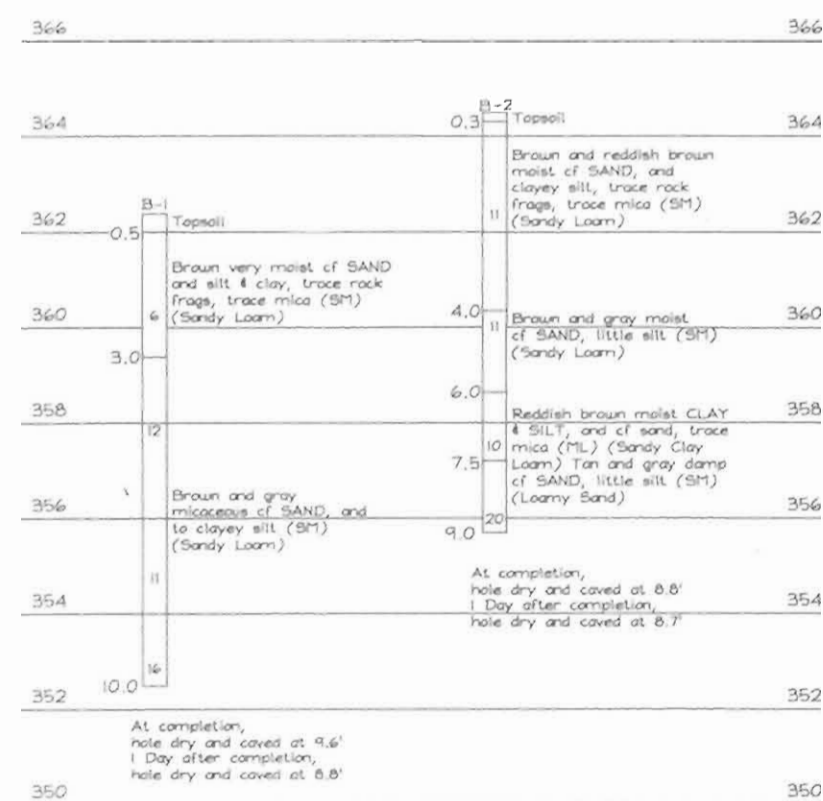 366 366
B-2
364 0.3 Topsoil 364
Brown and reddish brown
moist cf SAND, and
clayey silt, trace rock
frags, trace mica (SM)
(Sandy Loam)
11
B-1
362 0.5 Topsoil 362
Brown very moist cf SAND
and silt & clay, trace rock
frags, trace mica (SM)
(Sandy Loam)
6
360 4.0 360
11
Brown and gray moist
cf SAND, little silt (SM)
(Sandy Loam)
3.0
6.0
358 358
12
Reddish brown moist CLAY
& SILT, and cf sand, trace
mica (ML) (Sandy Clay
Loam) Tan and gray damp
cf SAND, little silt (SM)
(Loamy Sand)
10
7.5
356 356
Brown and gray
micaceous cf SAND, and
to clayey silt (SM)
(Sandy Loam)
20
9.0
11
At completion,
hole dry and caved at 8.8'
1 Day after completion,
hole dry and caved at 8.7'
354 354
16
10.0
352 352
At completion,
hole dry and caved at 9.6'
1 Day after completion,
hole dry and caved at 8.8'
350 350